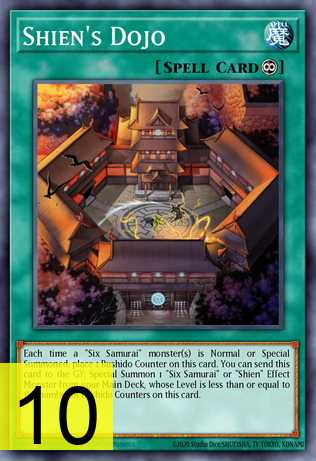 Shien's Dojo
魔
[Spell Card]
Each time a "Six Samurai" monster(s) is Normal or Special
Summoned, place 1 Bushido Counter on this card. You can send
this card to the GY; Special Summon 1 "Six Samurai" or "Shien" Effect
Monster from your Main Deck, whose Level is less than or equal to
Bushido Counters on this card.
10
©2020 Studio Dice/SHUEISHA, TV TOKYO, KONAMI